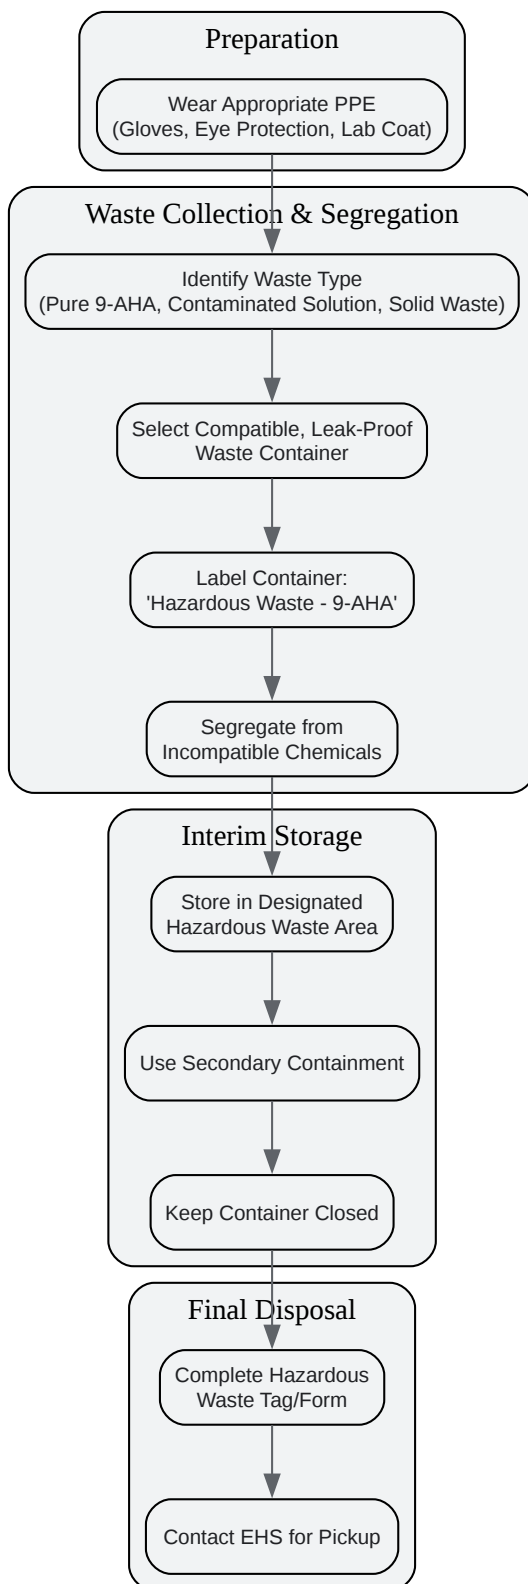 Preparation
Wear Appropriate PPE
(Gloves, Eye Protection, Lab Coat)
Waste Collection & Segregation
Identify Waste Type
(Pure 9-AHA, Contaminated Solution, Solid Waste)
Select Compatible, Leak-Proof
Waste Container
Label Container:
'Hazardous Waste - 9-AHA'
Segregate from
Incompatible Chemicals
Interim Storage
Store in Designated
Hazardous Waste Area
Use Secondary Containment
Keep Container Closed
Final Disposal
Complete Hazardous
Waste Tag/Form
Contact EHS for Pickup